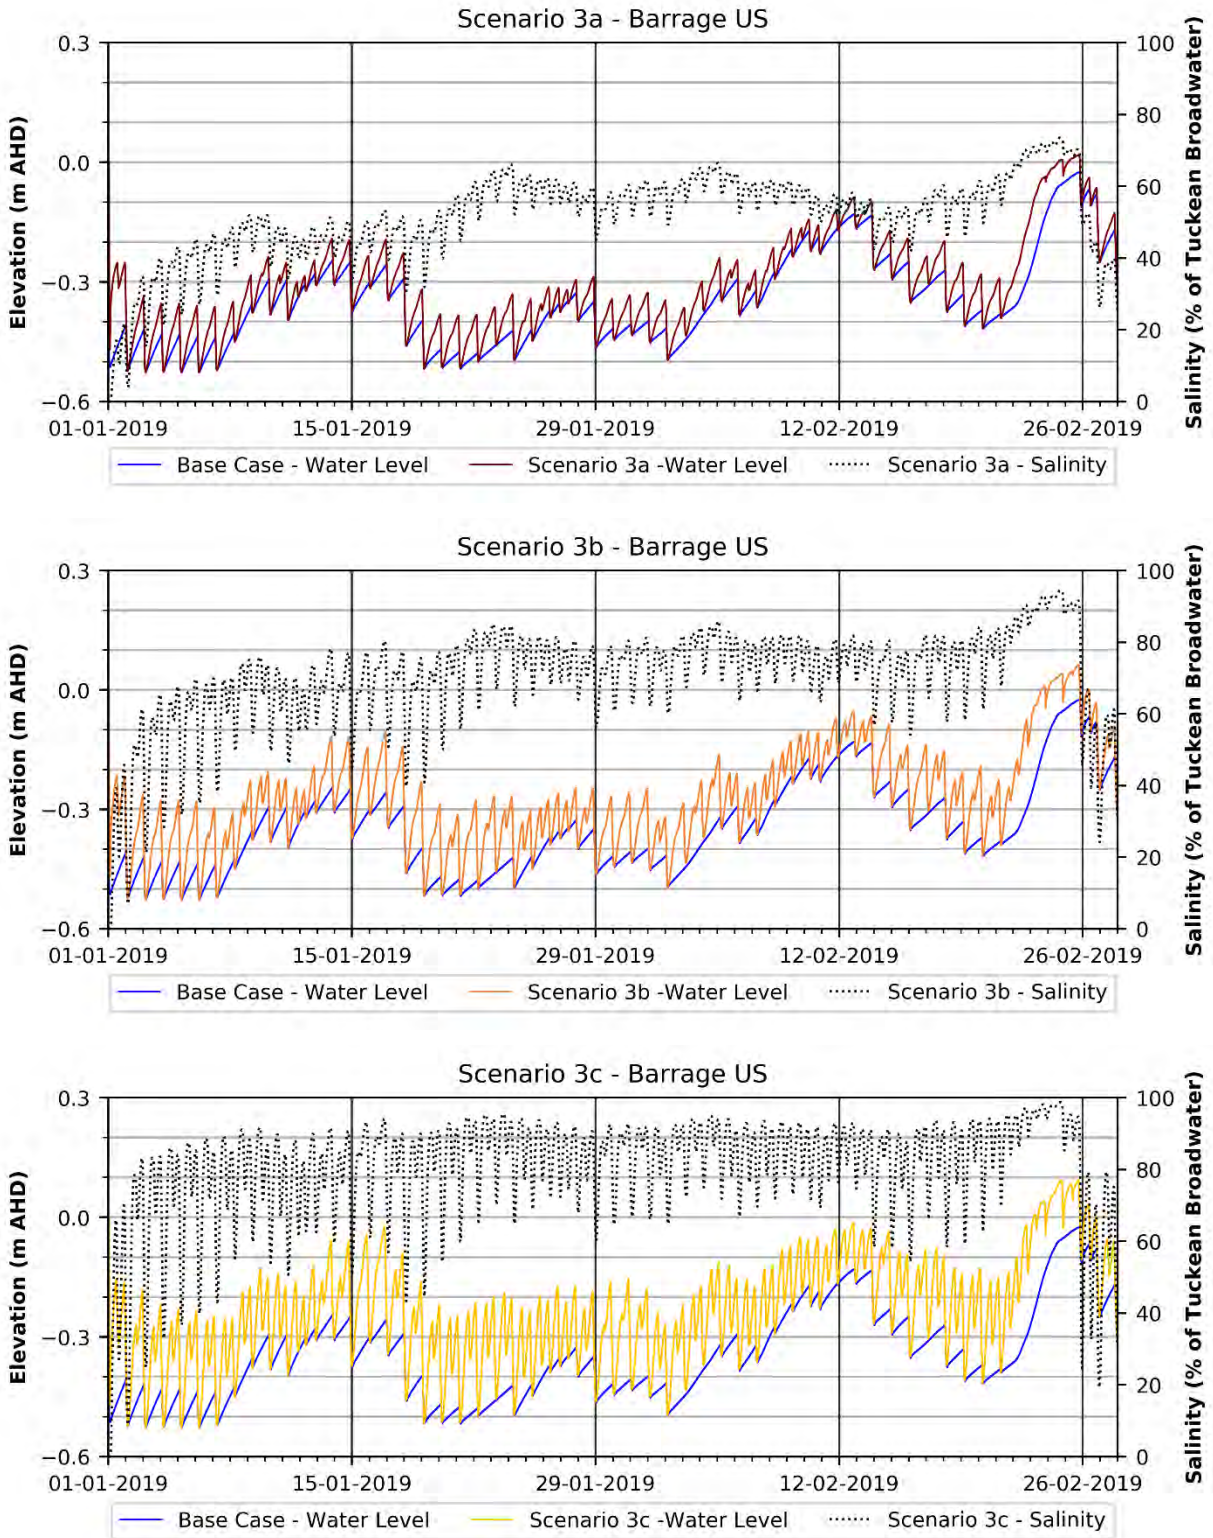 Scenario 3a - Barrage US
Elevation (m AHD)
0.3
0.0
−0.3
−0.6
100
80
60
40
20
0
Salinity (% of Tuckean Broadwater)
01-01-2019 15-01-2019 29-01-2019 12-02-2019 26-02-2019
Base Case - Water Level Scenario 3a -Water Level Scenario 3a - Salinity
Scenario 3b - Barrage US
Elevation (m AHD)
0.3
0.0
−0.3
−0.6
100
80
60
40
20
0
Salinity (% of Tuckean Broadwater)
01-01-2019 15-01-2019 29-01-2019 12-02-2019 26-02-2019
Base Case - Water Level Scenario 3b -Water Level Scenario 3b - Salinity
Scenario 3c - Barrage US
Elevation (m AHD)
0.3
0.0
−0.3
−0.6
100
80
60
40
20
0
Salinity (% of Tuckean Broadwater)
01-01-2019 15-01-2019 29-01-2019 12-02-2019 26-02-2019
Base Case - Water Level Scenario 3c -Water Level Scenario 3c - Salinity